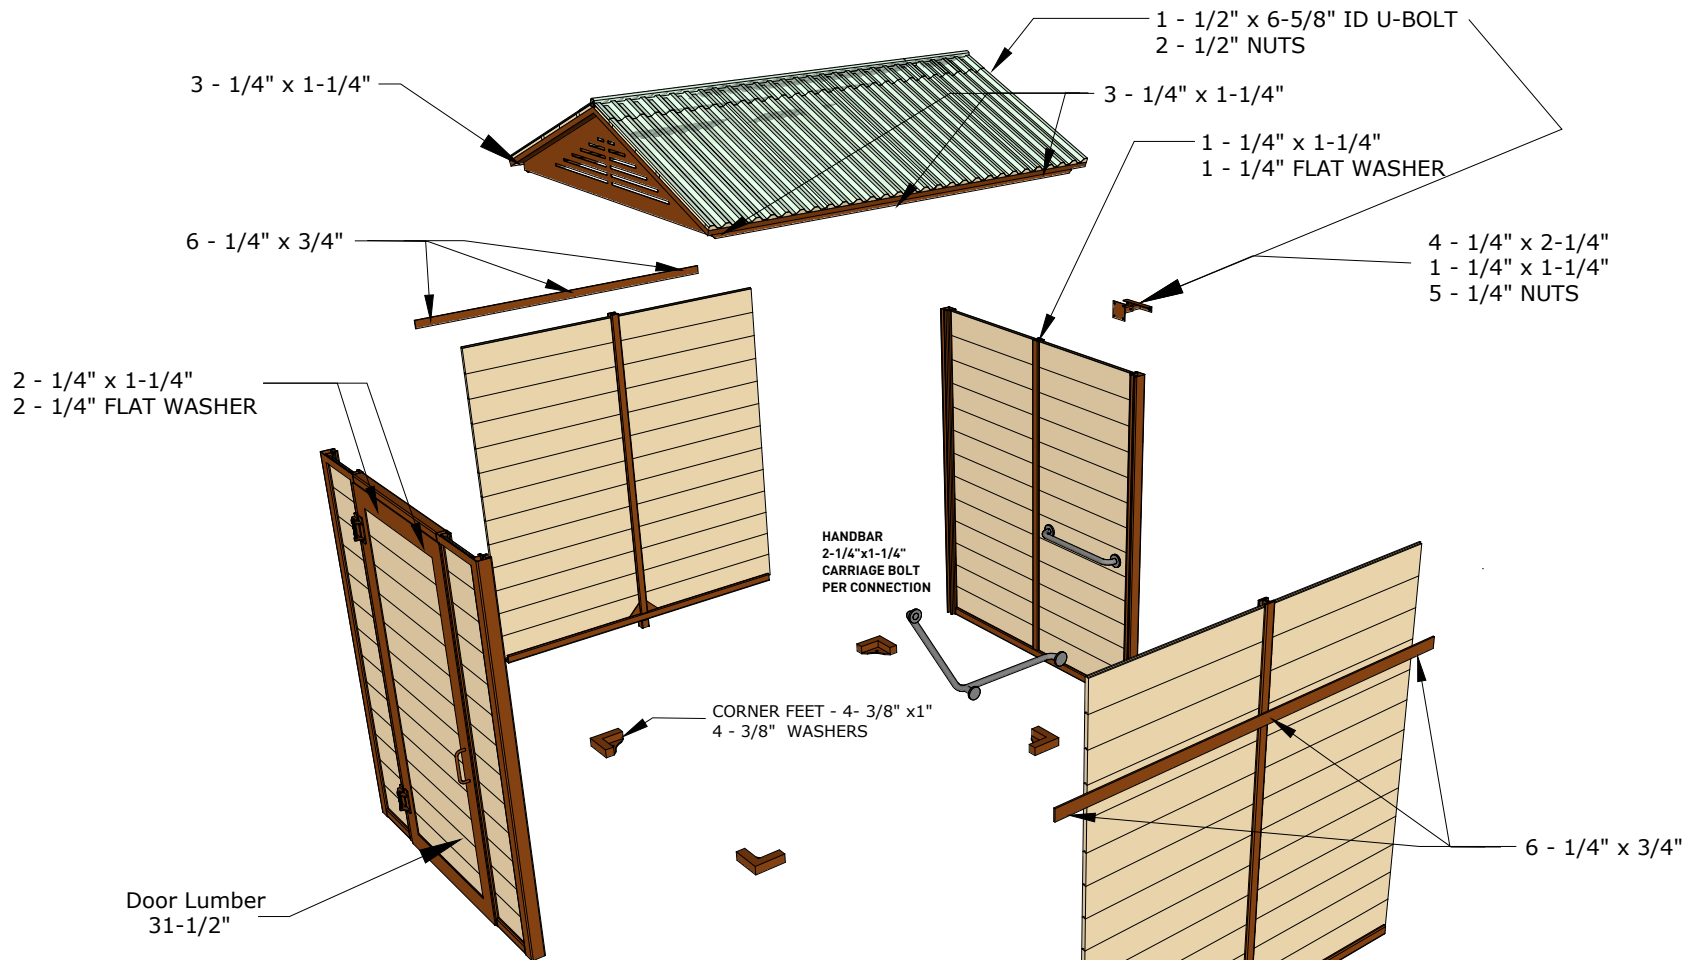 1 - 1/2" x 6-5/8" ID U-BOLT
2 - 1/2" NUTS
3 - 1/4" x 1-1/4"
3 - 1/4" x 1-1/4"
1 - 1/4" x 1-1/4"
1 - 1/4" FLAT WASHER
6 - 1/4" x 3/4"
4 - 1/4" x 2-1/4"
1 - 1/4" x 1-1/4"
5 - 1/4" NUTS
2 - 1/4" x 1-1/4"
2 - 1/4" FLAT WASHER
HANDBAR
2-1/4"x1-1/4"
CARRIAGE BOLT
PER CONNECTION
CORNER FEET - 4- 3/8" x1"
4 - 3/8" WASHERS
6 - 1/4" x 3/4"
Door Lumber
31-1/2"